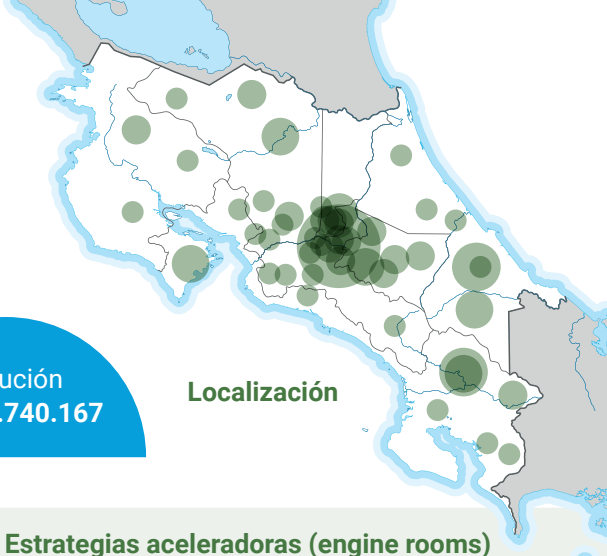 ución
.740.167
Localización
Estrategias aceleradoras (engine rooms)